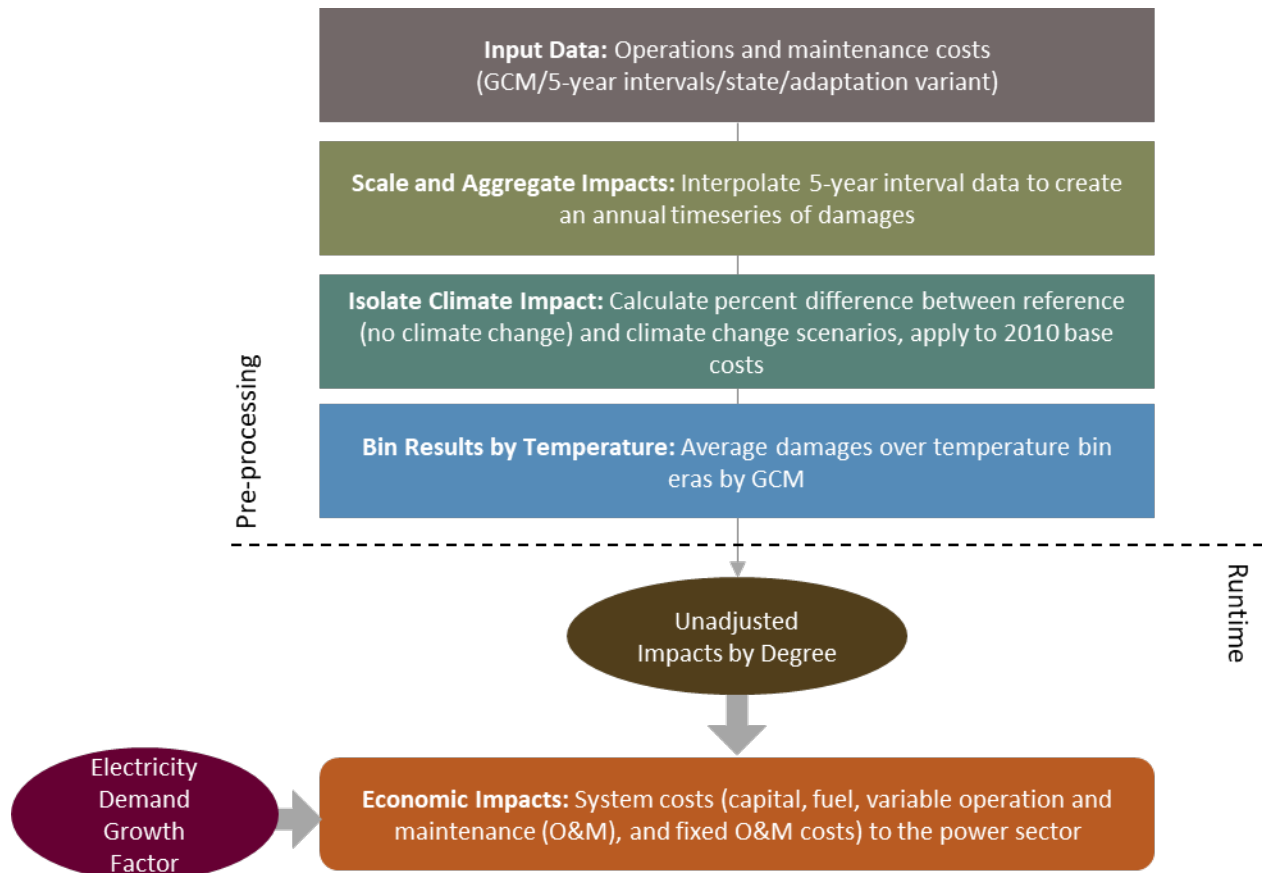 Input Data: Operations and maintenance costs
(GCM/5-year intervals/state/adaptation variant)
Scale and Aggregate Impacts: Interpolate 5-year interval data to create
an annual timeseries of damages
Isolate Climate Impact: Calculate percent difference between reference
(no climate change) and climate change scenarios, apply to 2010 base
costs
Bin Results by Temperature: Average damages over temperature bin
eras by GCM
Pre-processing
Runtime
Unadjusted
Impacts by Degree
Electricity
Demand
Growth
Factor
Economic Impacts: System costs (capital, fuel, variable operation and
maintenance (O&M), and fixed O&M costs) to the power sector